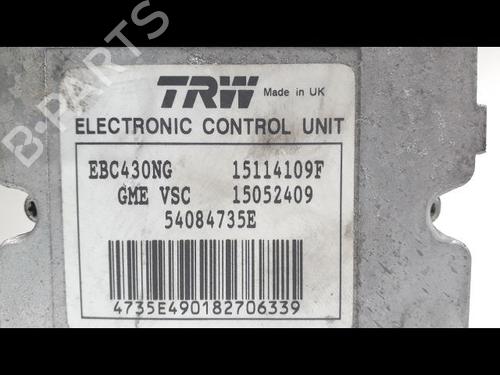 TRW Made in UK
ELECTRONIC CONTROL UNIT
EBC430NG 15114109F
GME VSC 15052409
54084735E
4735E490182706339
B-PARTS